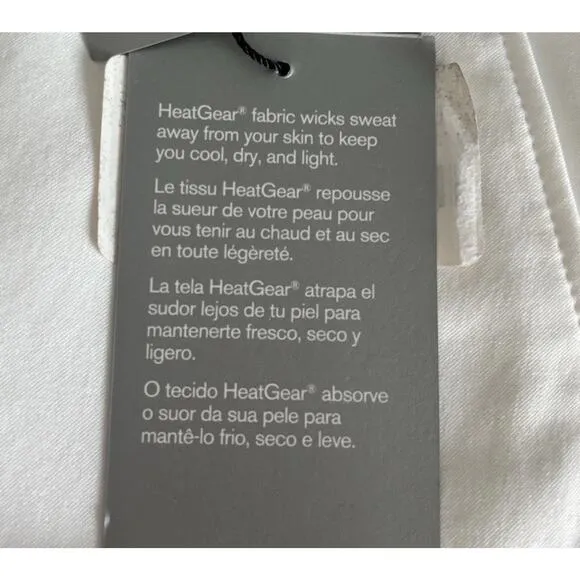 HeatGear® fabric wicks sweat
away from your skin to keep
you cool, dry, and light.
Le tissu HeatGear® repousse
la sueur de votre peau pour
vous tenir au chaud et au sec
en toute légèreté.
La tela HeatGear® atrapa el
sudor lejos de tu piel para
mantenerte fresco, seco y
ligero.
O tecido HeatGear® absorve
o suor da sua pele para
mantê-lo frio, seco e leve.